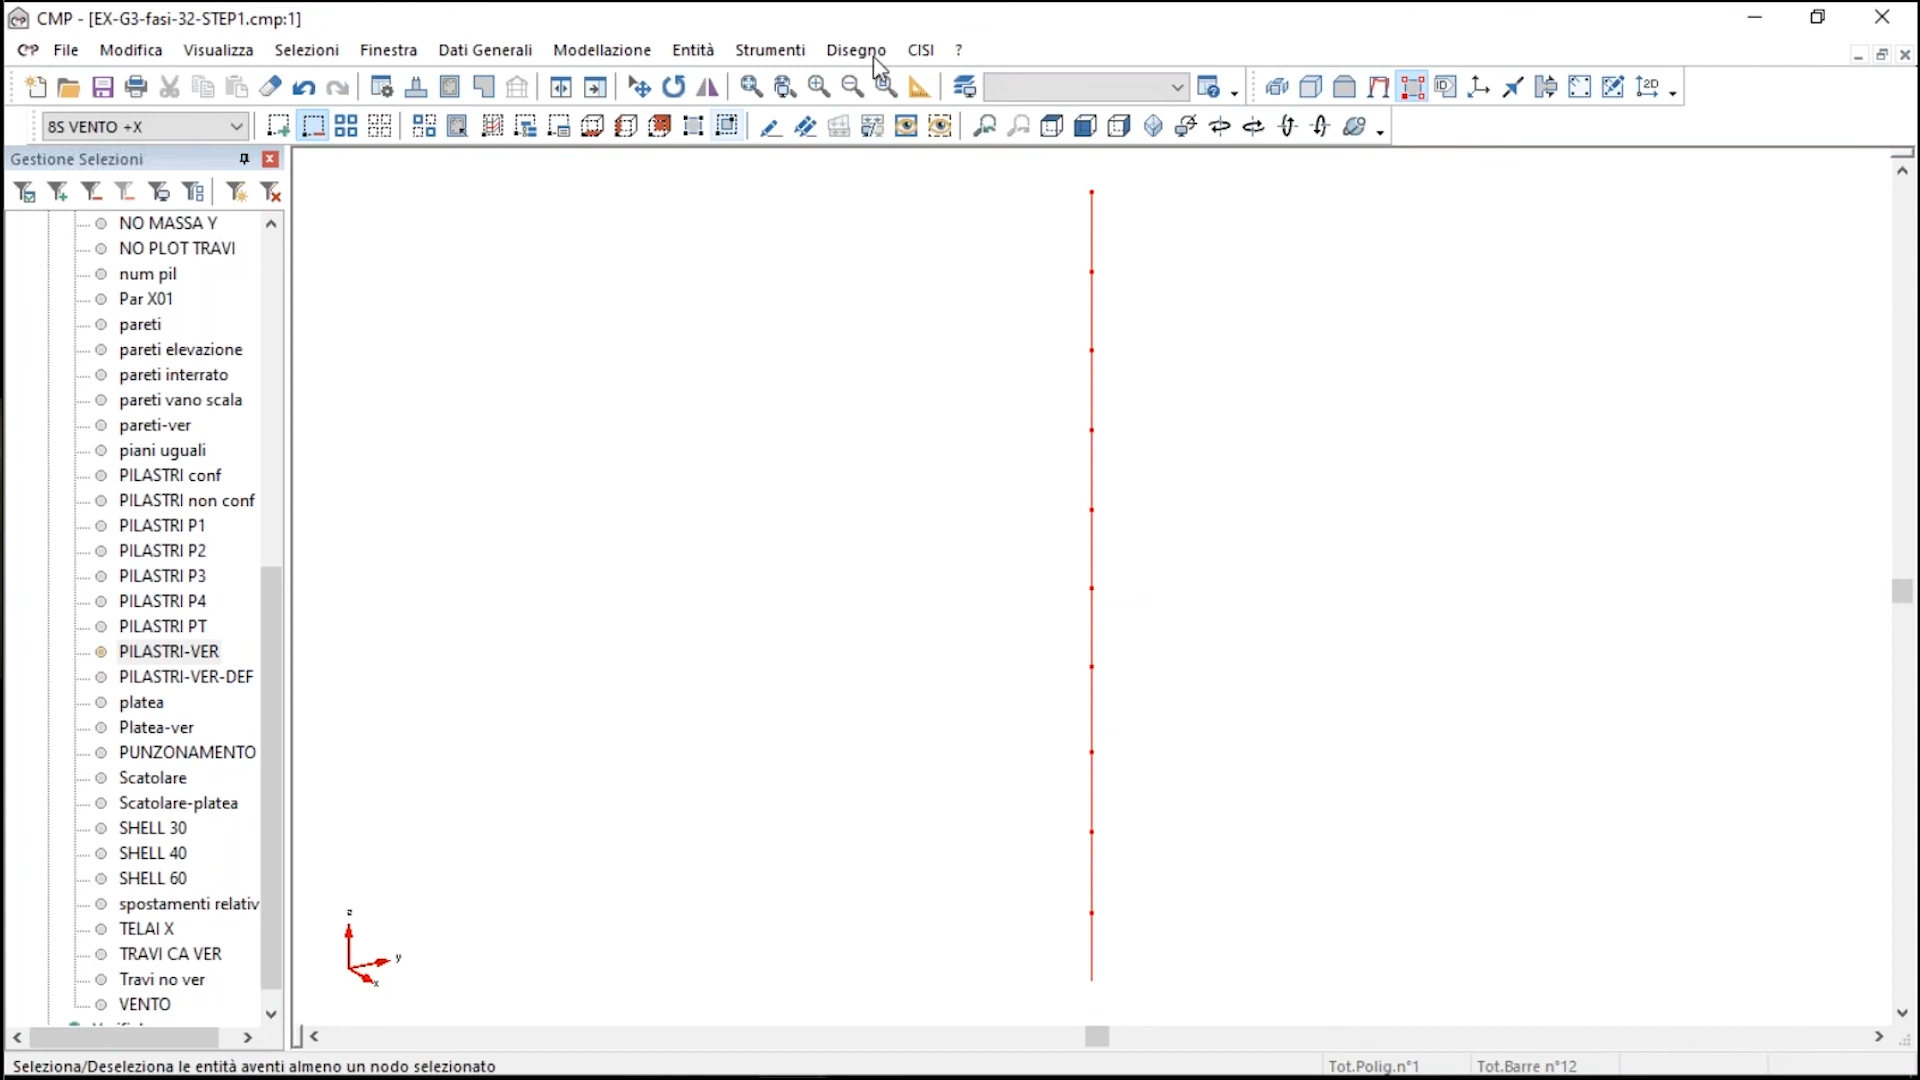 CMP - [EX-G3-fasi-32-STEP1.cmp:1]
File Modifica Visualizza Selezioni Finestra Dati Generali Modellazione Entità Strumenti Disegno CISI ?
8S VENTO +X
Gestione Selezioni
NO MASSA Y
NO PLOT TRAVI
num pil
Par X01
pareti
pareti elevazione
pareti interrato
pareti vano scala
pareti-ver
piani uguali
PILASTRI conf
PILASTRI non conf
PILASTRI P1
PILASTRI P2
PILASTRI P3
PILASTRI P4
PILASTRI PT
PILASTRI-VER
PILASTRI-VER-DEF
platea
Platea-ver
PUNZONAMENTO
Scatolare
Scatolare-platea
SHELL 30
SHELL 40
SHELL 60
spostamenti relativ
TELAI X
TRAVI CA VER
Travi no ver
VENTO
z
y
x
Seleziona/Deseleziona le entità aventi almeno un nodo selezionato
Tot.Polig.n°1
Tot.Barre n°12